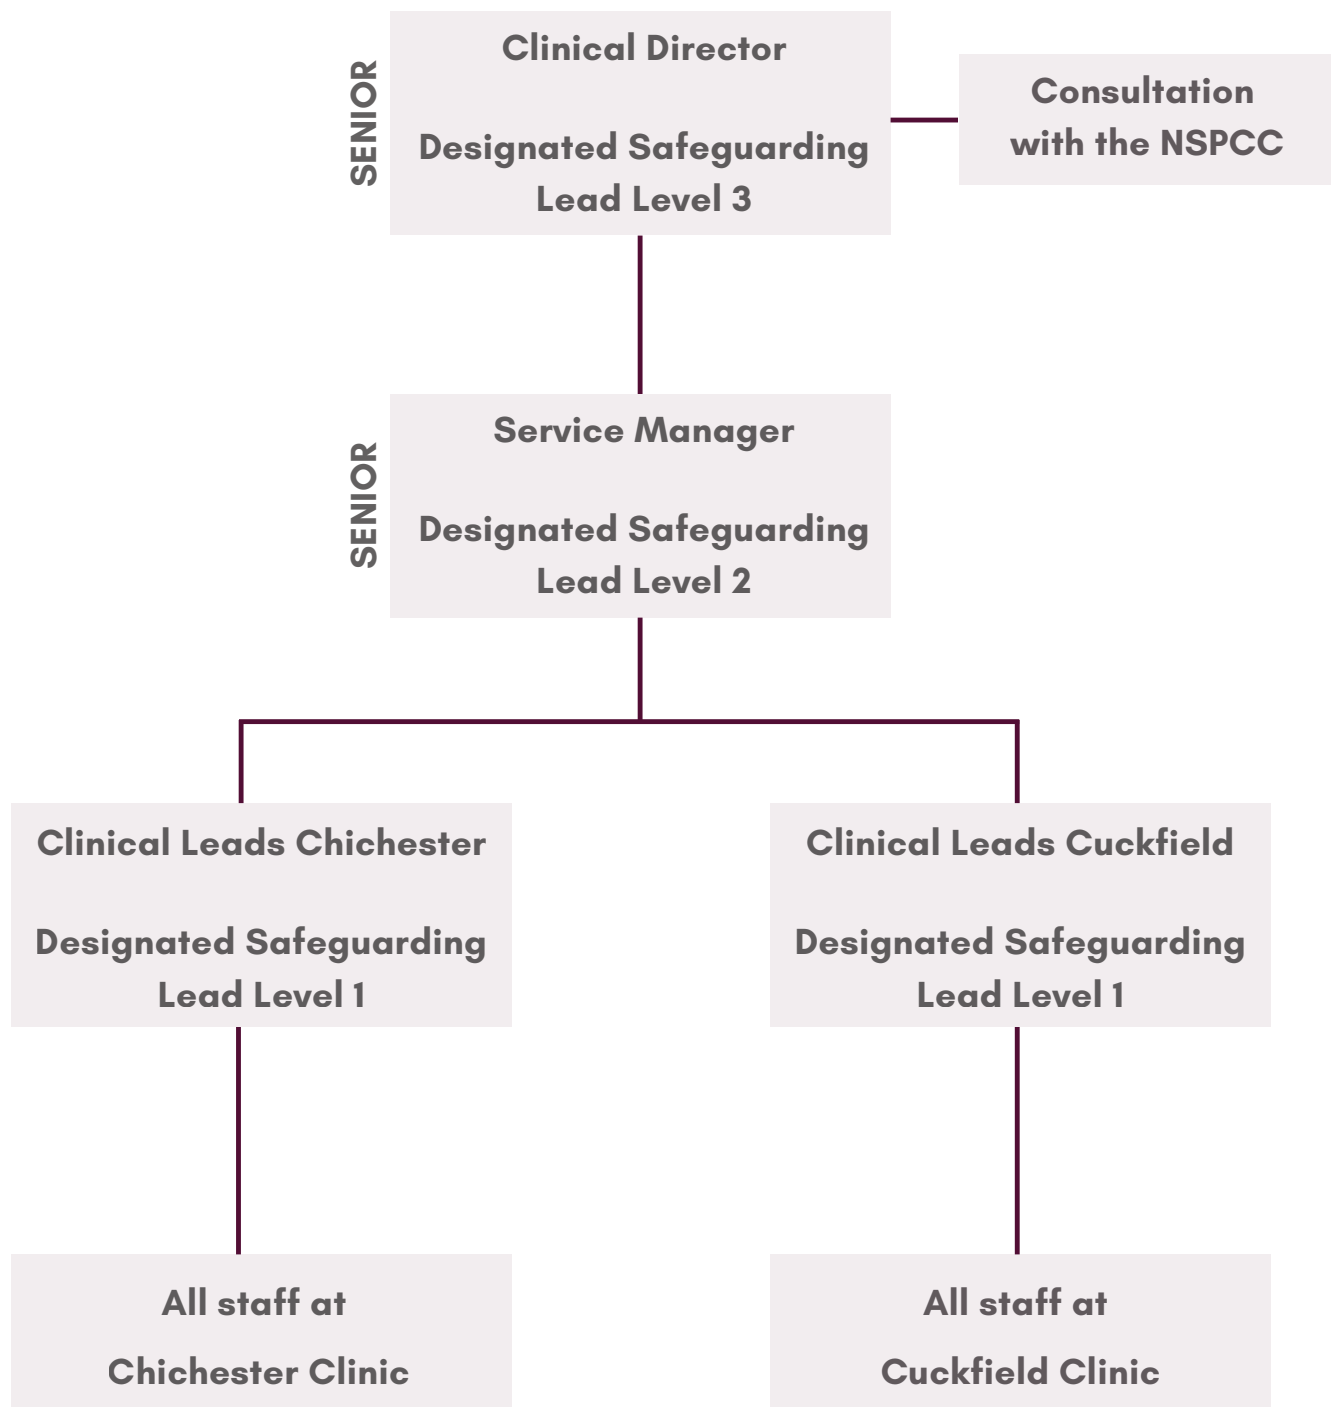 SENIOR
Clinical Director
Designated Safeguarding
Lead Level 3
Consultation
with the NSPCC
SENIOR
Service Manager
Designated Safeguarding
Lead Level 2
Clinical Leads Chichester
Designated Safeguarding
Lead Level 1
Clinical Leads Cuckfield
Designated Safeguarding
Lead Level 1
All staff at
Chichester Clinic
All staff at
Cuckfield Clinic